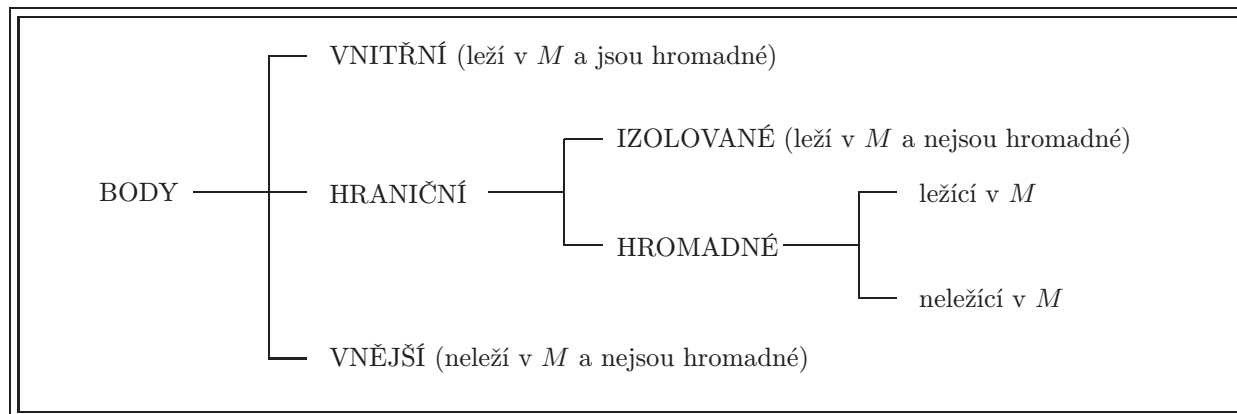 VNITŘNÍ (leží v M a jsou hromadné)
IZOLOVANÉ (leží v M a nejsou hromadné)
BODY
HRANIČNÍ
ležící v M
HROMADNÉ
neležící v M
VNĚJŠÍ (neleží v M a nejsou hromadné)